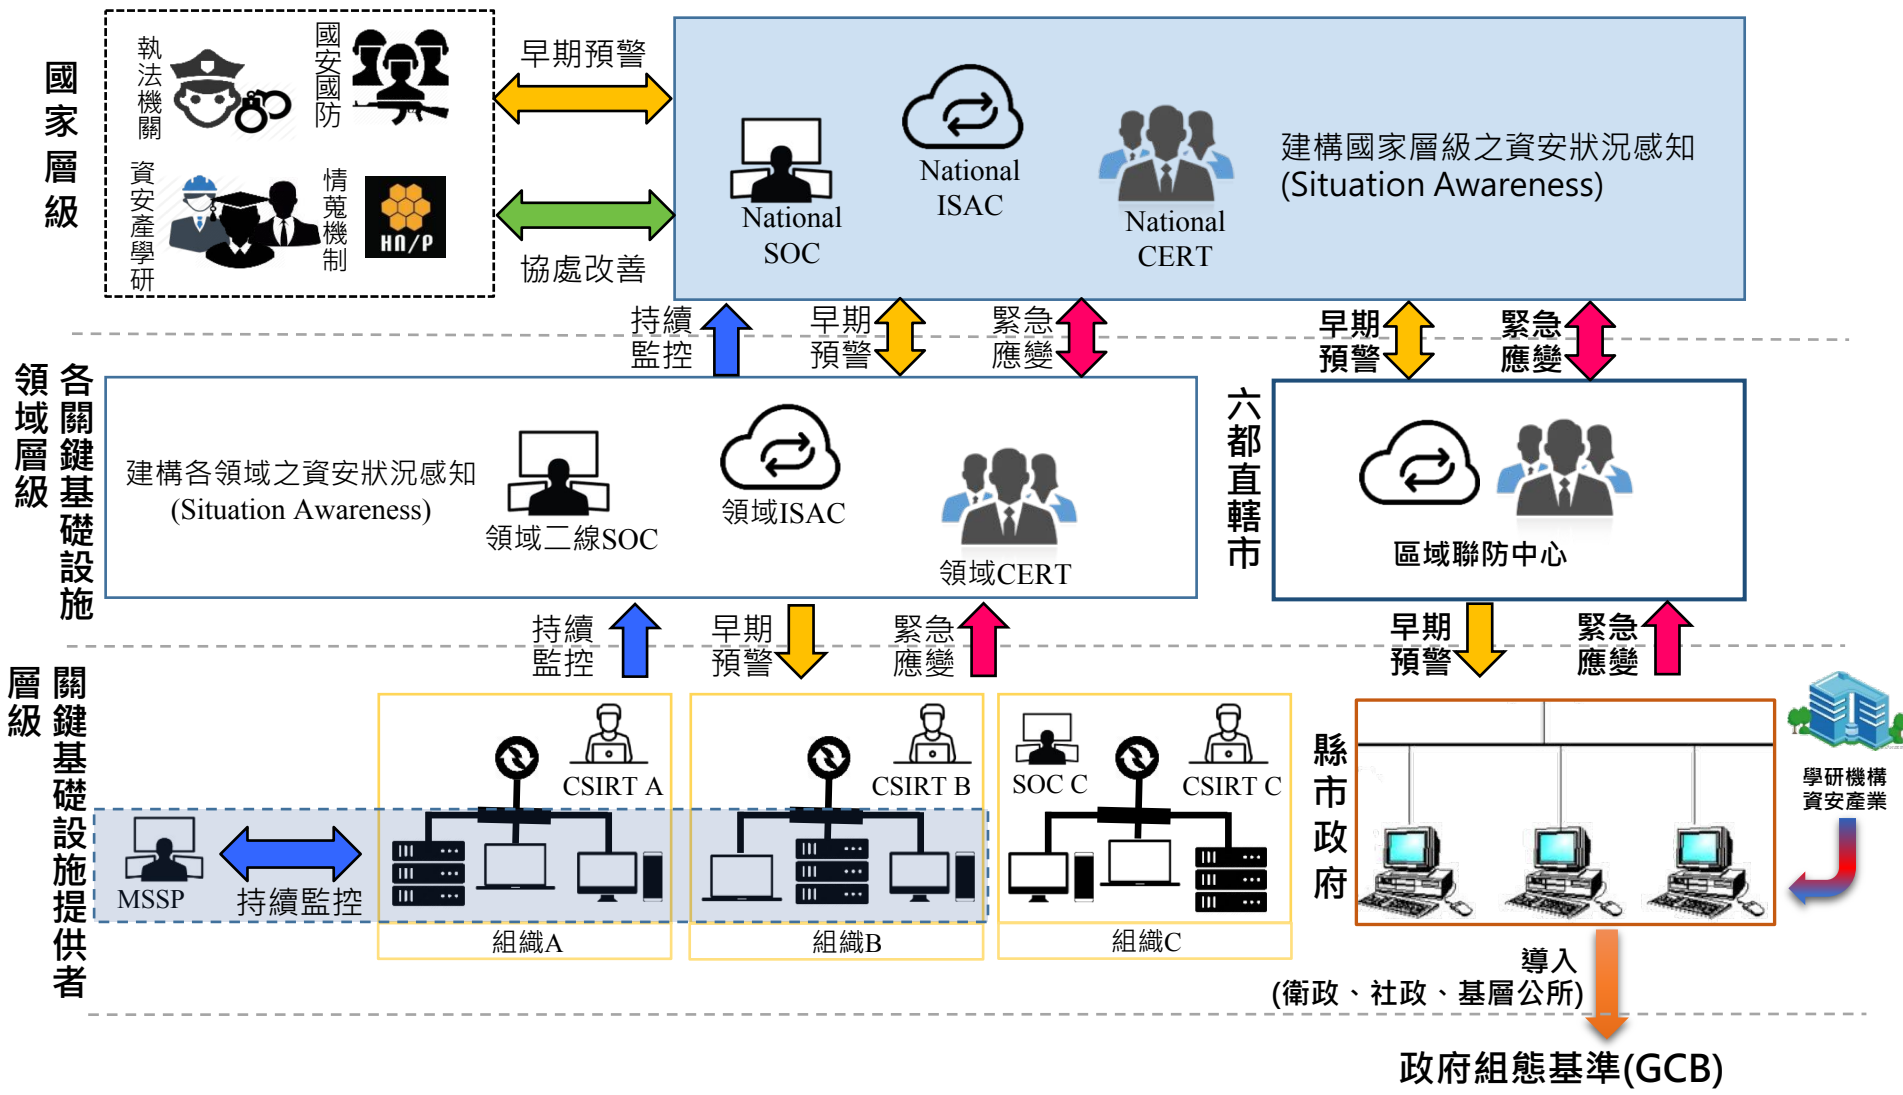 國家層級
執法機關
國安國防
資安產學研
情蒐機制
HN/P
早期預警
協處改善
National
SOC
National
ISAC
National
CERT
建構國家層級之資安狀況感知
(Situation Awareness)
持續
監控
早期
預警
緊急
應變
早期
預警
緊急
應變
各關鍵基礎設施
領域層級
建構各領域之資安狀況感知
(Situation Awareness)
領域二線SOC
領域ISAC
領域CERT
六都直轄市
區域聯防中心
持續
監控
早期
預警
緊急
應變
早期
預警
緊急
應變
關鍵基礎設施提供者
層級
MSSP
持續監控
CSIRT A
組織A
CSIRT B
組織B
SOC C
CSIRT C
組織C
縣市政府
學研機構
資安產業
導入
(衛政、社政、基層公所)
政府組態基準(GCB)